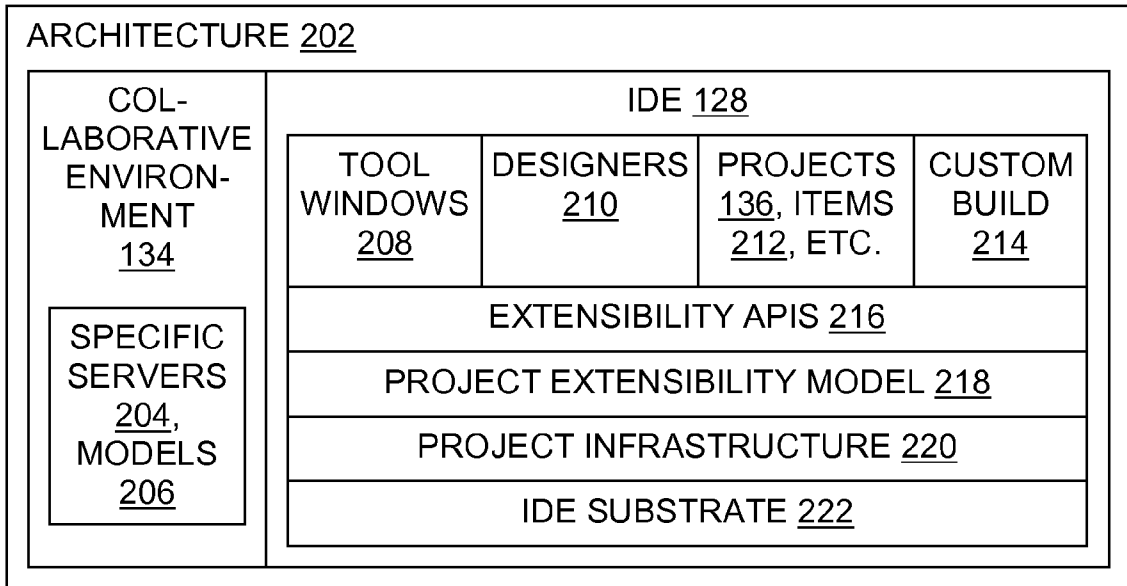 ARCHITECTURE 202
COL-
LABORATIVE
ENVIRON-
MENT
134
SPECIFIC
SERVERS
204,
MODELS
206
IDE 128
TOOL
WINDOWS
208
DESIGNERS
210
PROJECTS
136, ITEMS
212, ETC.
CUSTOM
BUILD
214
EXTENSIBILITY APIS 216
PROJECT EXTENSIBILITY MODEL 218
PROJECT INFRASTRUCTURE 220
IDE SUBSTRATE 222